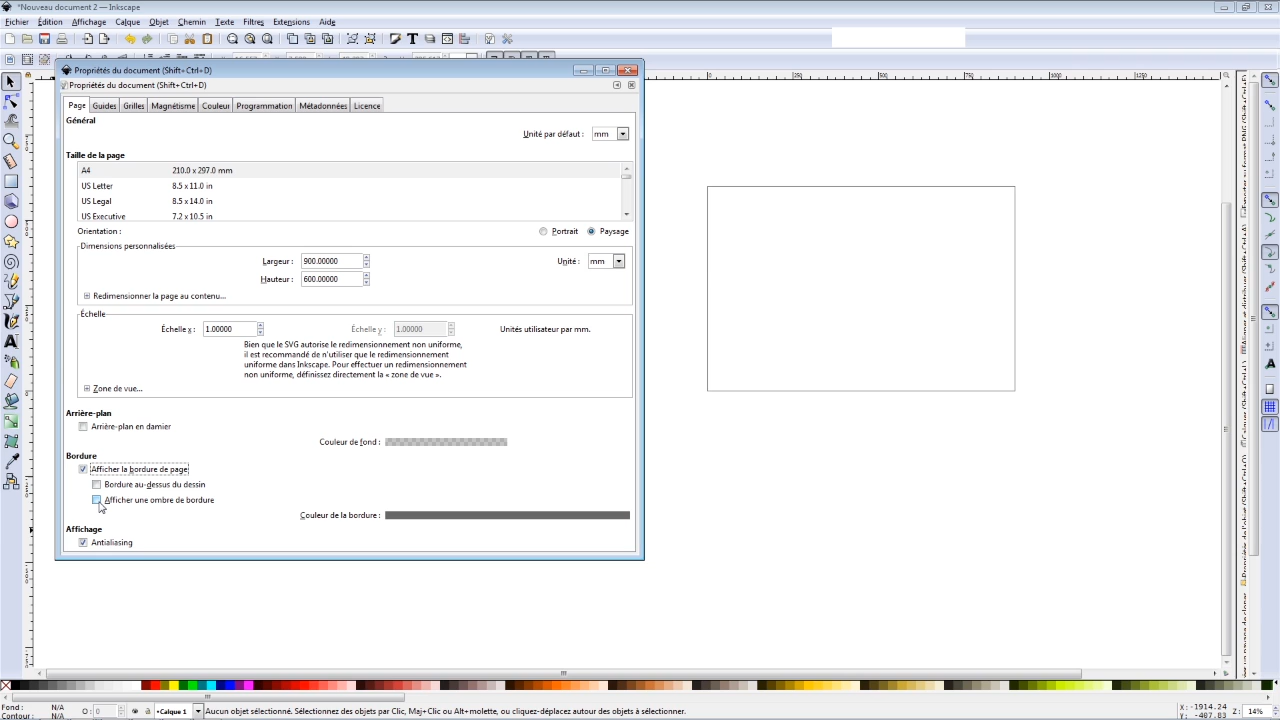 *Nouveau document 2 — Inkscape
Fichier Édition Affichage Calque Objet Chemin Texte Filtres Extensions Aide
Propriétés du document (Shift+Ctrl+D)
Propriétés du document (Shift+Ctrl+D)
Page Guides Grilles Magnétisme Couleur Programmation Métadonnées Licence
Général
Unité par défaut : mm
Taille de la page
A4 210.0 x 297.0 mm
US Letter 8.5 x 11.0 in
US Legal 8.5 x 14.0 in
US Executive 7.2 x 10.5 in
Orientation : Portrait Paysage
Dimensions personnalisées
Largeur : 900.00000 Unité : mm
Hauteur : 600.00000
Redimensionner la page au contenu...
Échelle
Échelle x : 1.00000 Échelle y : 1.00000 Unités utilisateur par mm.
Bien que le SVG autorise le redimensionnement non uniforme,
il est recommandé de n'utiliser que le redimensionnement
uniforme dans Inkscape. Pour effectuer un redimensionnement
non uniforme, définissez directement la « zone de vue ».
Zone de vue...
Arrière-plan
Arrière-plan en damier
Couleur de fond :
Bordure
Afficher la bordure de page
Bordure au-dessus du dessin
Afficher une ombre de bordure
Couleur de la bordure :
Affichage
Antialiasing
0 250 500 750 1000 1250
Fond : N/A
Contour : N/A
O : 0
Calque 1
Aucun objet sélectionné. Sélectionnez des objets par Clic, Maj+Clic ou Alt+molette, ou cliquez-déplacez autour des objets à sélectionner.
X: -1914.24
Y: -407.83
Z: 14%